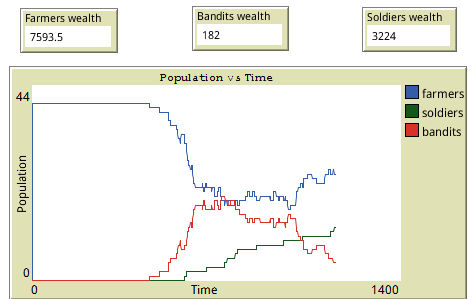 Farmers wealth
7593.5
Bandits wealth
182
Soldiers wealth
3224
Population vs Time
44
Population
0
0
Time
1400
farmers
soldiers
bandits